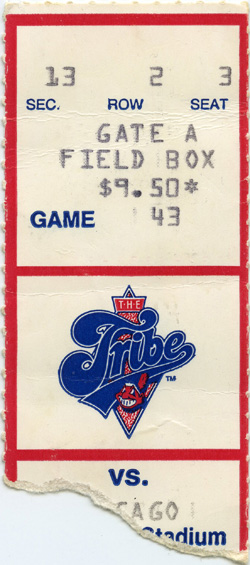 13 2 3
SEC. ROW SEAT
GATE A
FIELD BOX
$9.50*
GAME 43
THE
Tribe
TM
VS.
CAGO
Stadium